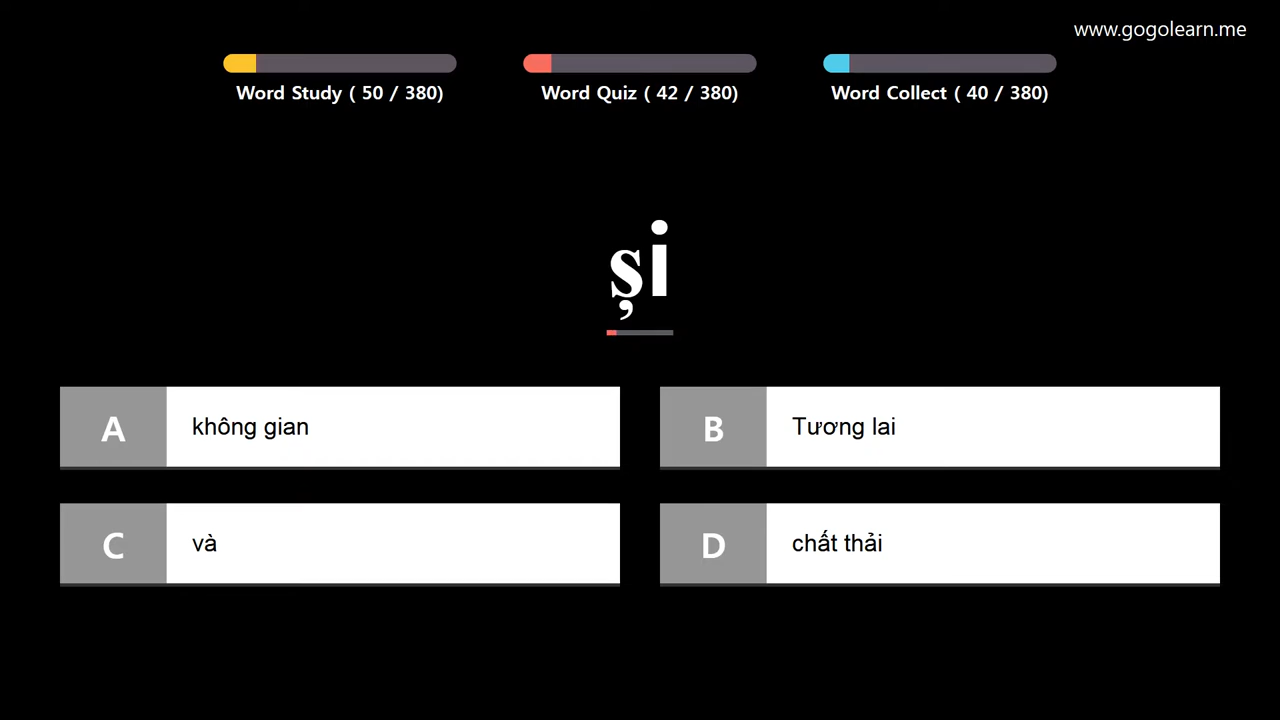 www.gogolearn.me
Word Study ( 50 / 380)
Word Quiz ( 42 / 380)
Word Collect ( 40 / 380)
și
A
không gian
B
Tương lai
C
và
D
chất thải